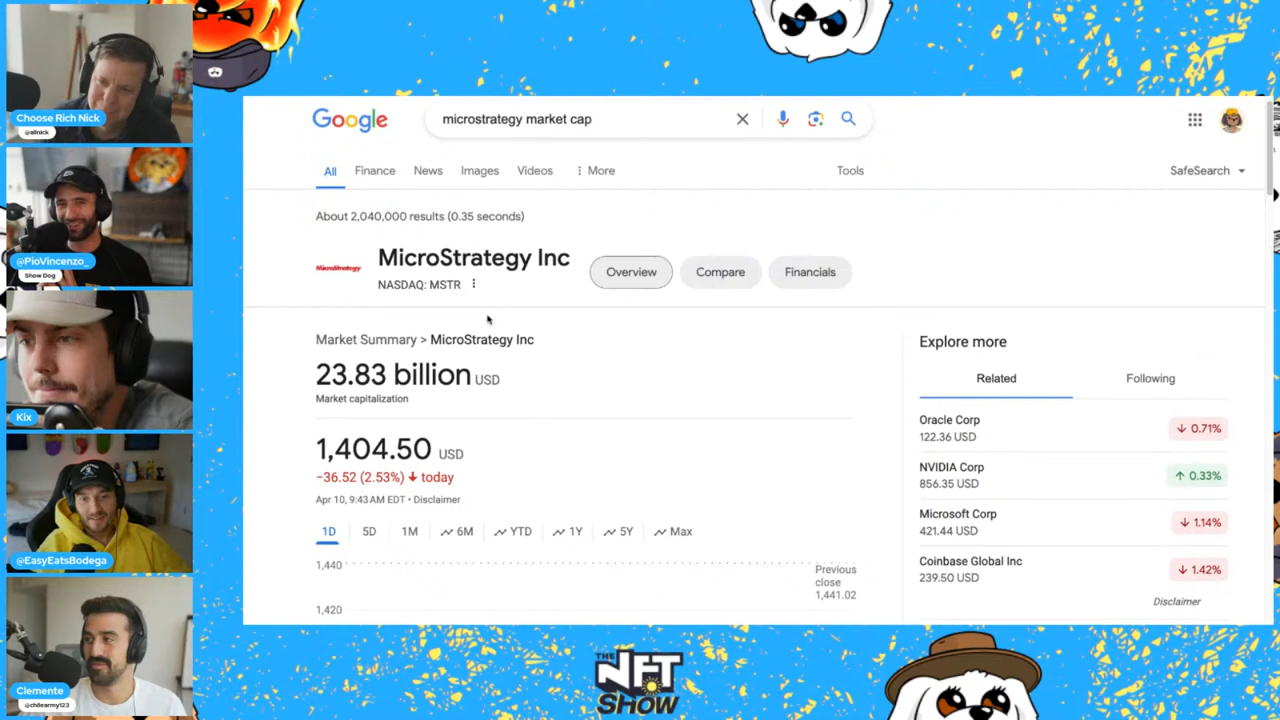 Choose Rich Nick
@allnick
@PioVincenzo_
Show Dog
Kix
@EasyEatsBodega
Clemente
@chilearmy123
Google
microstrategy market cap
All Finance News Images Videos More Tools SafeSearch
About 2,040,000 results (0.35 seconds)
MicroStrategy
MicroStrategy Inc
NASDAQ: MSTR
Overview Compare Financials
Market Summary > MicroStrategy Inc
23.83 billion USD
Market capitalization
1,404.50 USD
−36.52 (2.53%) ↓ today
Apr 10, 9:43 AM EDT • Disclaimer
1D 5D 1M 6M YTD 1Y 5Y Max
1,440
Previous
close
1,441.02
1,420
Explore more
Related Following
Oracle Corp
122.36 USD
↓ 0.71%
NVIDIA Corp
856.35 USD
↑ 0.33%
Microsoft Corp
421.44 USD
↓ 1.14%
Coinbase Global Inc
239.50 USD
↓ 1.42%
Disclaimer
THE
NFT
SHOW